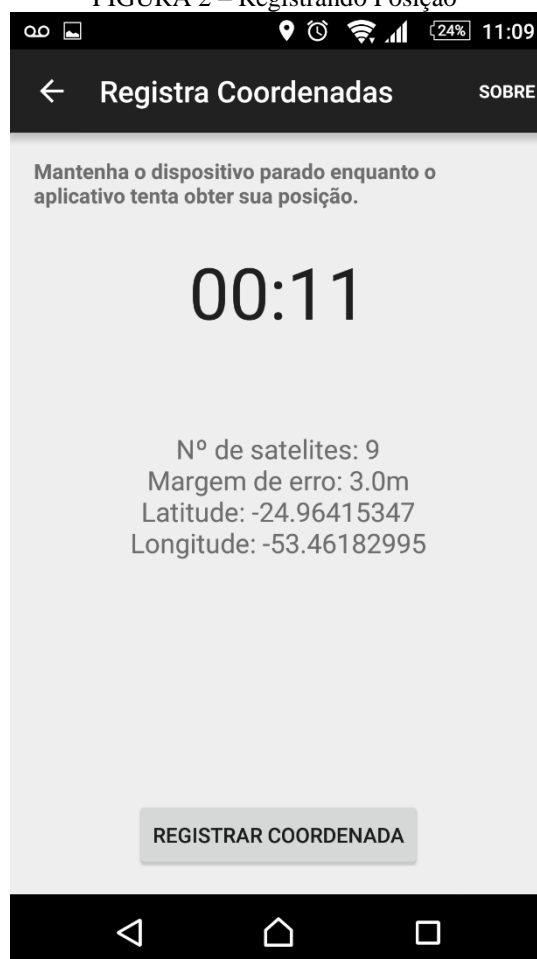 FIGURA 2 – Registrando Posição
24% 11:09
Registra Coordenadas SOBRE
Mantenha o dispositivo parado enquanto o
aplicativo tenta obter sua posição.
00:11
Nº de satelites: 9
Margem de erro: 3.0m
Latitude: -24.96415347
Longitude: -53.46182995
REGISTRAR COORDENADA